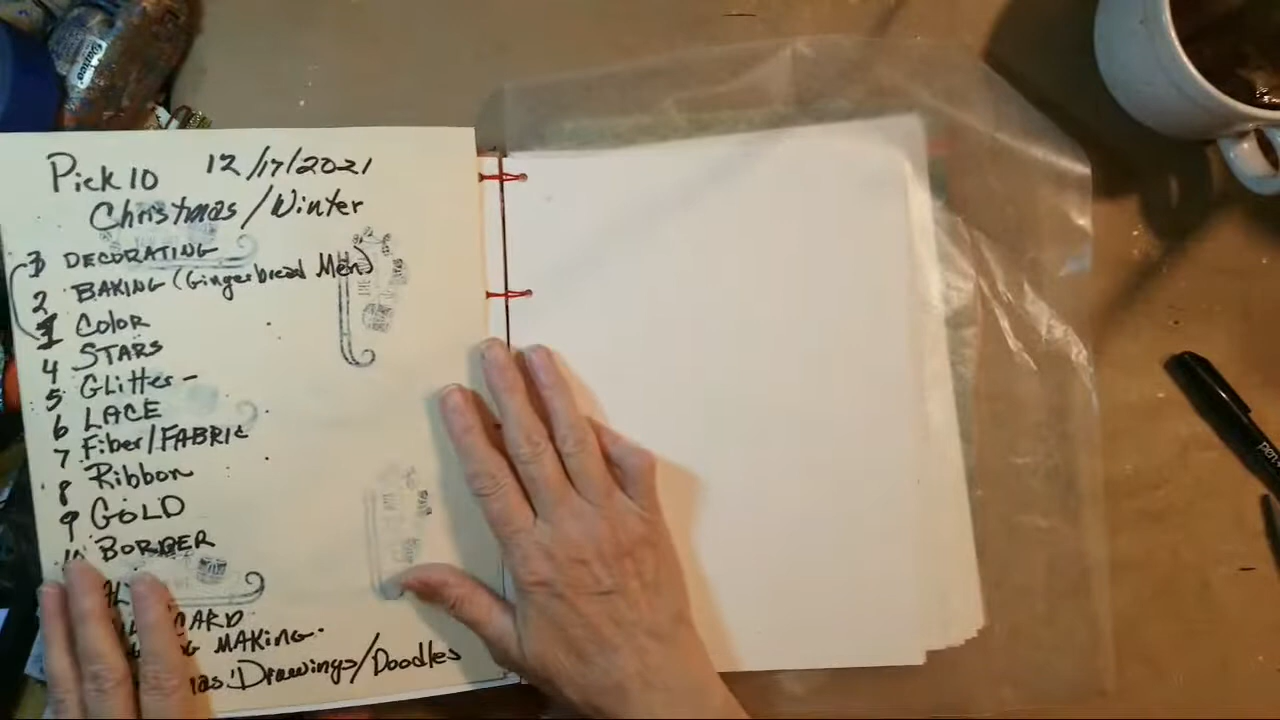 Pick 10 12/17/2021
Christmas/Winter
3 DECORATING
2 BAKING (Gingerbread Men)
1 Color
4 STARS
5 GLitter-
6 LACE
7 Fiber/FABRIC
8 Ribbon
9 GOLD
10 BORDER
CARD
MAKING.
Drawings/Doodles